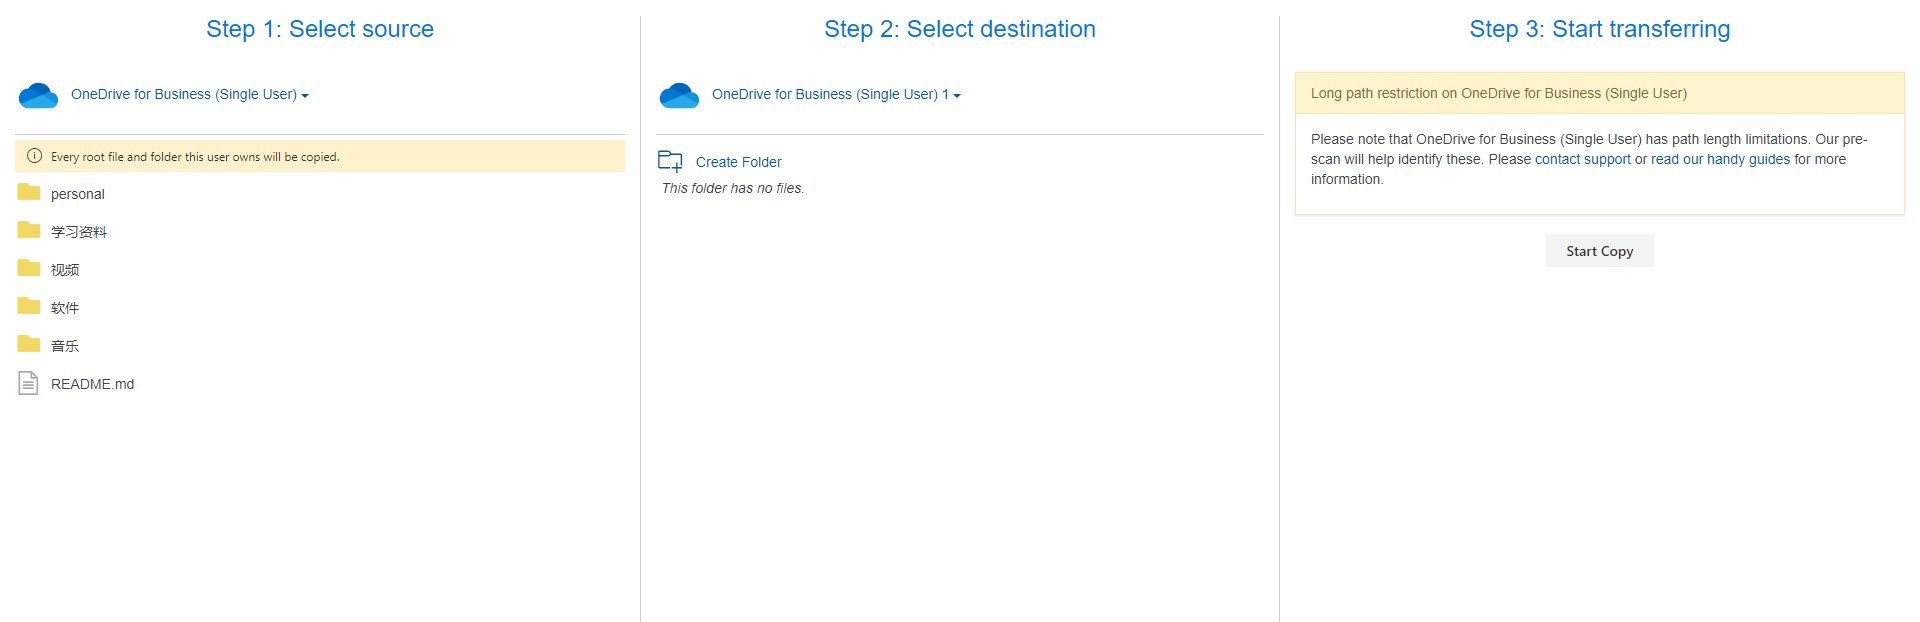 Step 1: Select source
OneDrive for Business (Single User)
Every root file and folder this user owns will be copied.
personal
学习资料
视频
软件
音乐
README.md
Step 2: Select destination
OneDrive for Business (Single User) 1
Create Folder
This folder has no files.
Step 3: Start transferring
Long path restriction on OneDrive for Business (Single User)
Please note that OneDrive for Business (Single User) has path length limitations. Our pre-
scan will help identify these. Please contact support or read our handy guides for more
information.
Start Copy